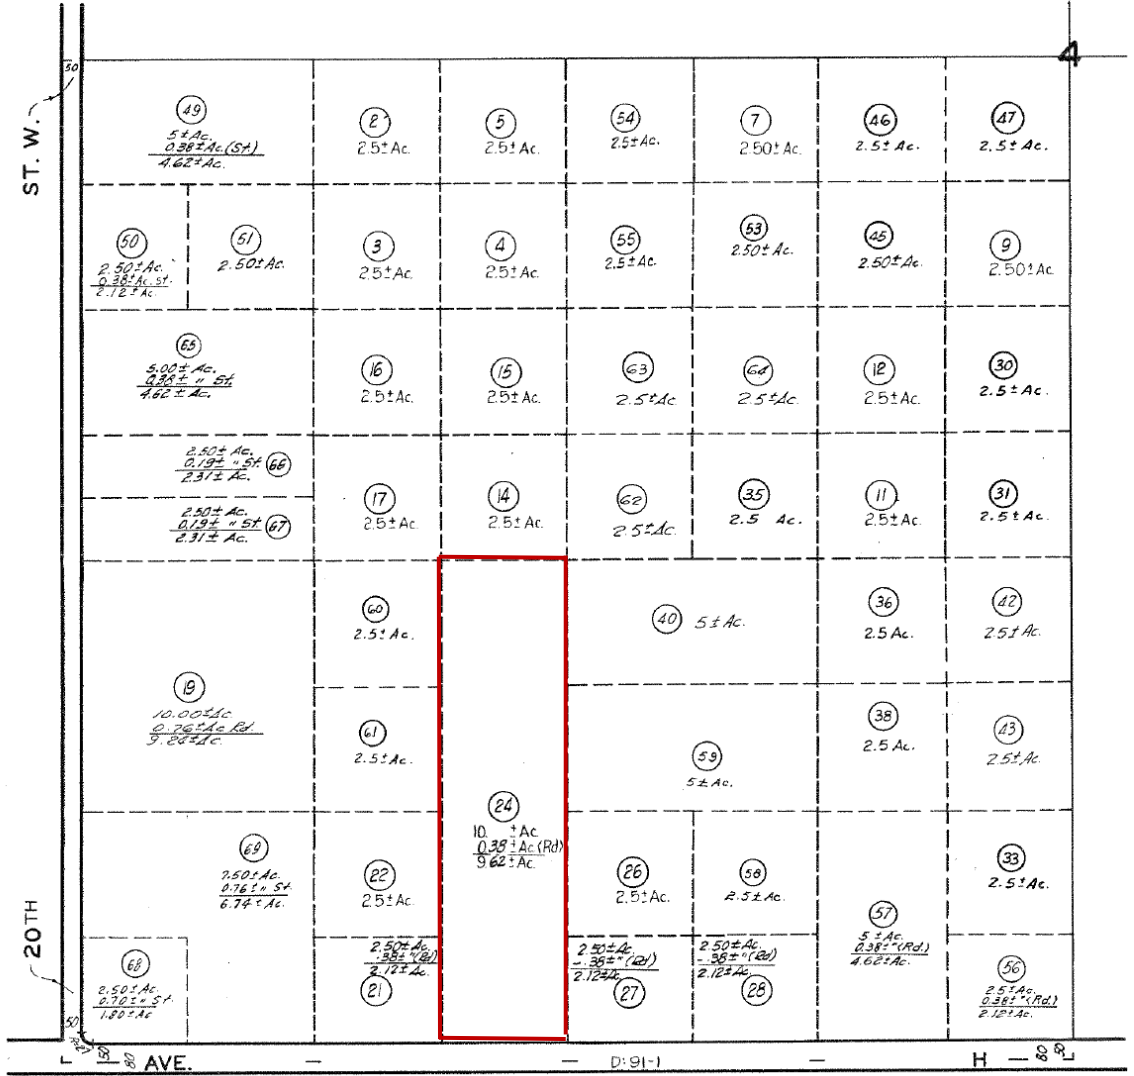 4
50
ST. W.
49
5±Ac.
0.38±Ac.(St.)
4.62±Ac.
2
2.5±Ac.
5
2.5±Ac.
54
2.5±Ac.
7
2.50±Ac.
46
2.5±Ac.
47
2.5±Ac.
50
2.50±Ac.
0.38±Ac.St.
2.12±Ac.
51
2.50±Ac.
3
2.5±Ac.
4
2.5±Ac.
55
2.5±Ac.
53
2.50±Ac.
45
2.50±Ac.
9
2.50±Ac.
65
5.00± Ac.
0.38± " St.
4.62± Ac.
16
2.5±Ac.
15
2.5±Ac.
63
2.5±Ac.
64
2.5±Ac.
12
2.5±Ac.
30
2.5±Ac.
2.50± Ac.
0.19± " St. 66
2.31± Ac.
2.50± Ac.
0.19± " St. 67
2.31± Ac.
17
2.5±Ac.
14
2.5±Ac.
62
2.5±Ac.
35
2.5 Ac.
11
2.5±Ac.
31
2.5±Ac.
60
2.5±Ac.
40 5±Ac.
36
2.5 Ac.
42
2.5±Ac.
19
10.00±Ac
0.76±Ac Rd.
9.24±Ac.
61
2.5±Ac.
59
5±Ac.
38
2.5 Ac.
43
2.5±Ac.
24
10. ±Ac
0.38±Ac(Rd)
9.62±Ac.
69
7.50±Ac.
0.76±" St.
6.74±Ac.
22
2.5±Ac.
26
2.5±Ac.
58
2.5±Ac.
57
5±Ac.
0.38±"(Rd.)
4.62±Ac.
33
2.5±Ac.
20TH
68
2.50±Ac.
0.70±" St.
1.80±Ac
2.50±Ac.
.38±"(Rd)
2.12±Ac.
21
2.50±Ac.
-.38±"(Rd)
2.12±Ac.
27
2.50±Ac.
-.38±"(Rd)
2.12±Ac.
28
56
2.5±Ac.
0.38±"(Rd.)
2.12±Ac.
50
R=27
50
80
AVE.
D:91-1
H
80
50